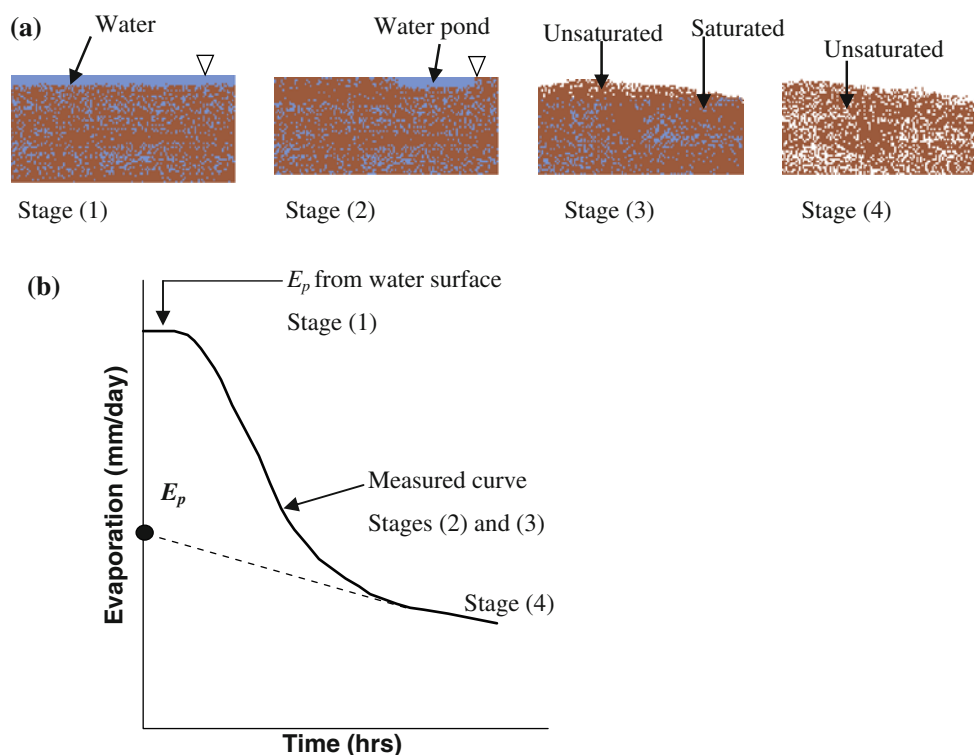 (a)
Water
Water pond
Unsaturated
Saturated
Unsaturated
Stage (1)
Stage (2)
Stage (3)
Stage (4)
(b)
Ep from water surface
Stage (1)
Evaporation (mm/day)
Ep
Measured curve
Stages (2) and (3)
Stage (4)
Time (hrs)